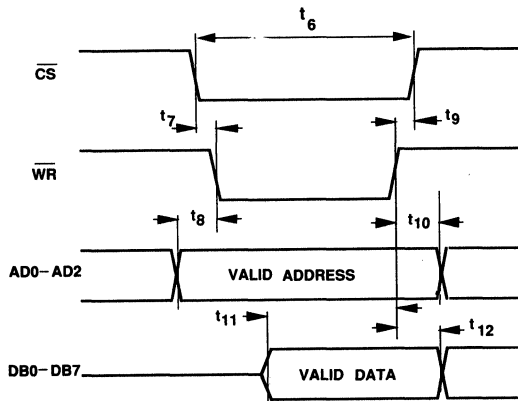 t6
CS
t7
t9
WR
t8
t10
AD0-AD2
VALID ADDRESS
t11
t12
DB0-DB7
VALID DATA